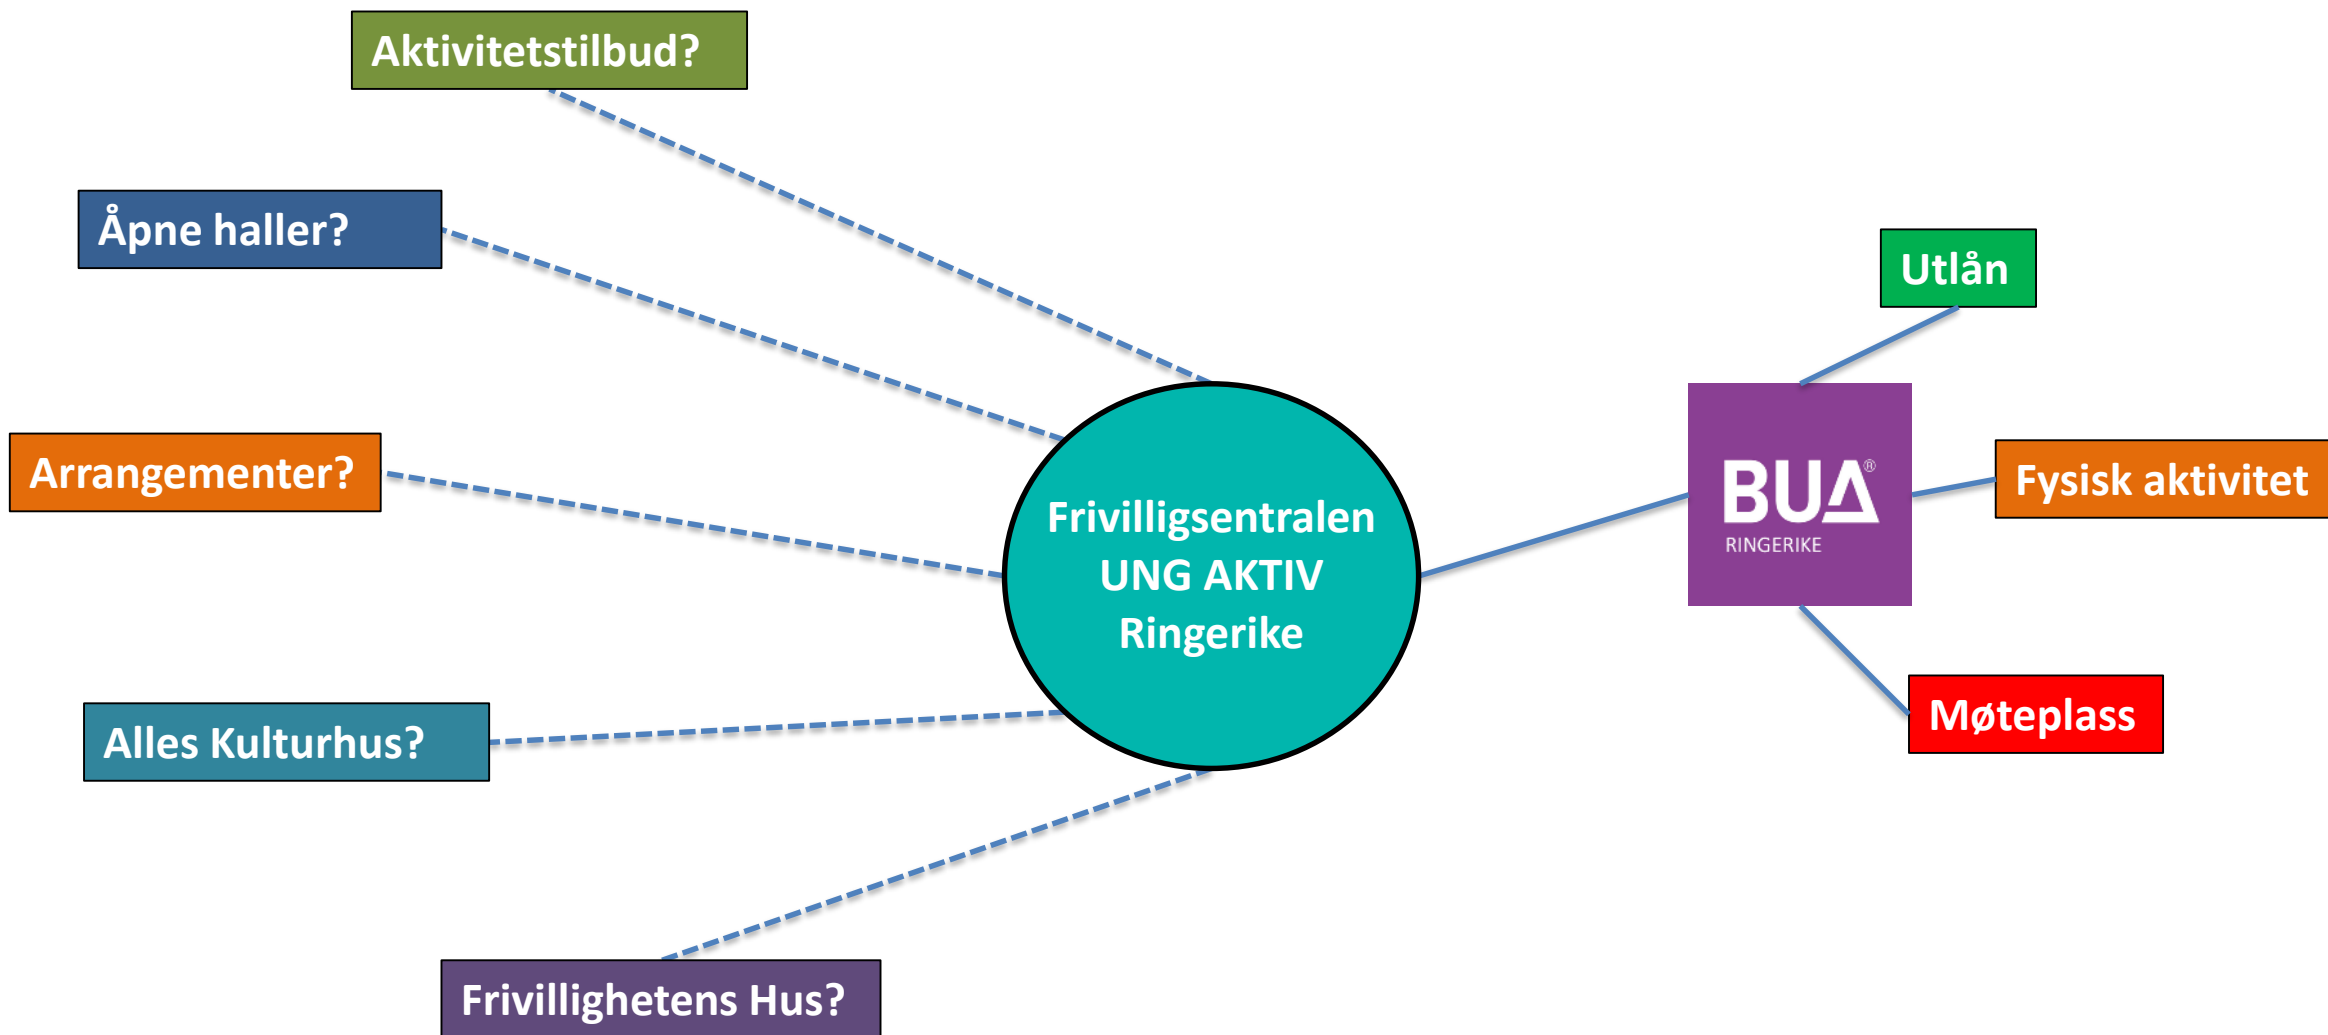 Aktivitetstilbud?
Åpne haller?
Arrangementer?
Alles Kulturhus?
Frivillighetens Hus?
Frivilligsentralen
UNG AKTIV
Ringerike
BUA®
RINGERIKE
Utlån
Fysisk aktivitet
Møteplass